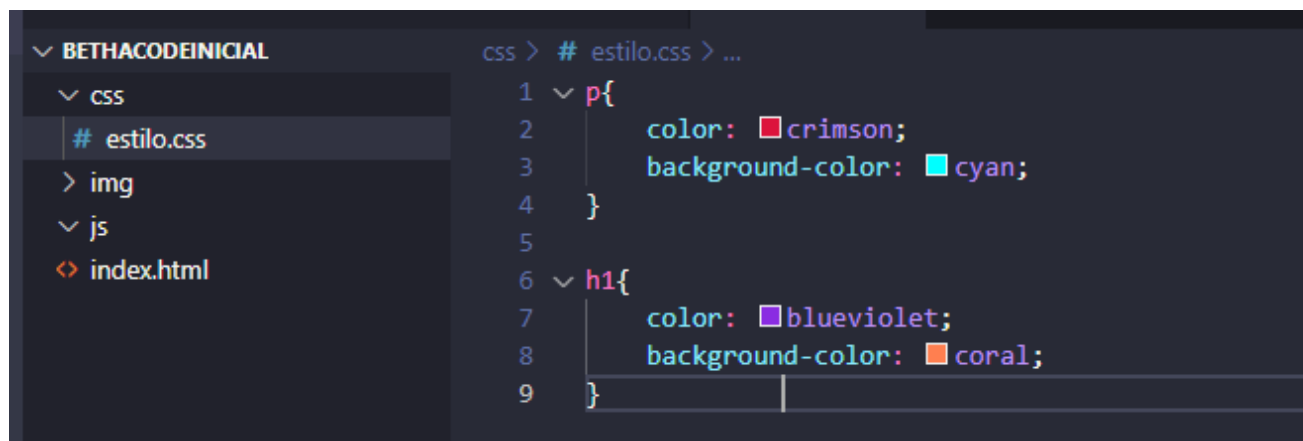 BETHACODEINICIAL
css
# estilo.css
img
js
<> index.html
css > # estilo.css > ...
1 p{
2 color: crimson;
3 background-color: cyan;
4 }
5
6 h1{
7 color: blueviolet;
8 background-color: coral;
9 }